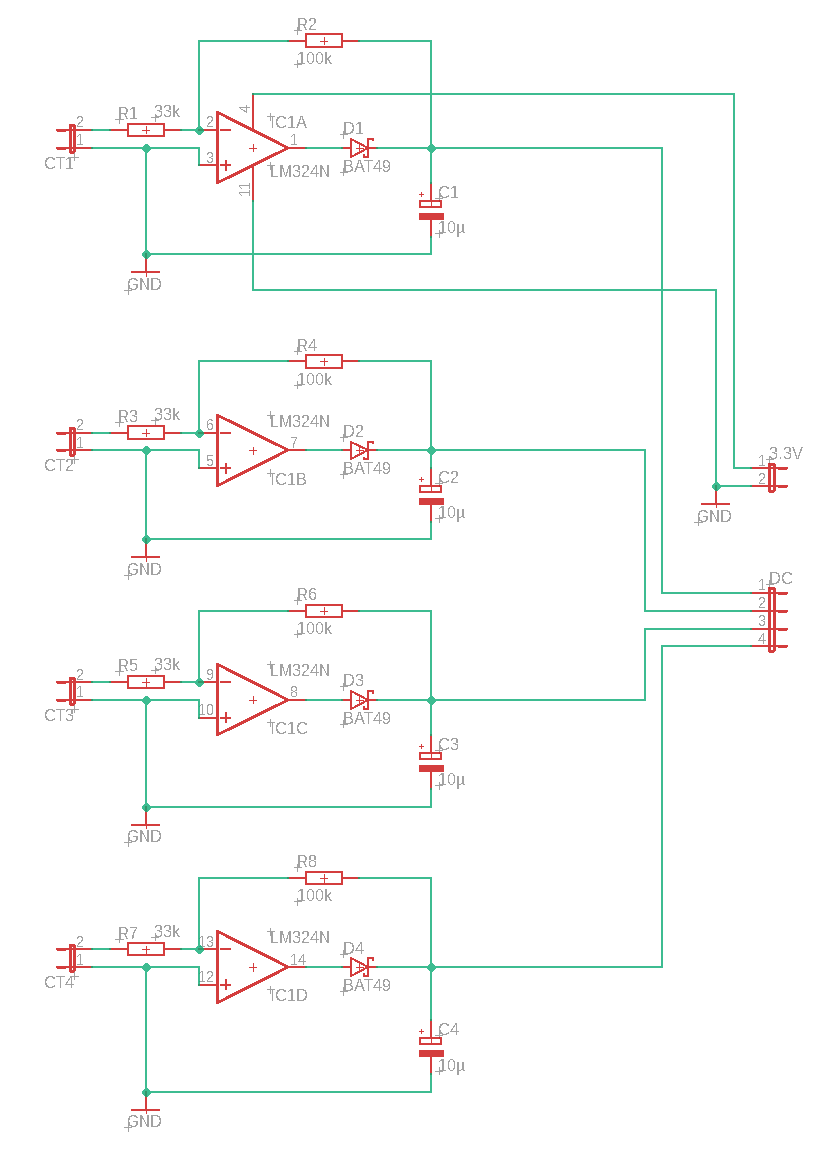 R2
100k
4
R1 33k
IC1A
2
2
1
3
1
D1
CT1
LM324N
BAT49
11
C1
10µ
GND
R4
100k
R3 33k
LM324N
2
6
D2
1
5
7
CT2
IC1B
BAT49
C2
10µ
3.3V
1
2
GND
GND
R6
100k
DC
1
2
3
4
R5 33k
LM324N
2
9
D3
1
10
8
CT3
IC1C
BAT49
C3
10µ
GND
R8
100k
R7 33k
LM324N
2
13
D4
1
12
14
CT4
IC1D
BAT49
C4
10µ
GND